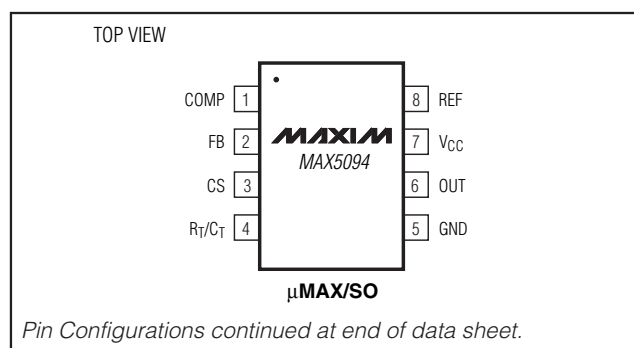 TOP VIEW
COMP 1
FB 2
CS 3
RT/CT 4
MAXIM
MAX5094
8 REF
7 VCC
6 OUT
5 GND
μMAX/SO
Pin Configurations continued at end of data sheet.